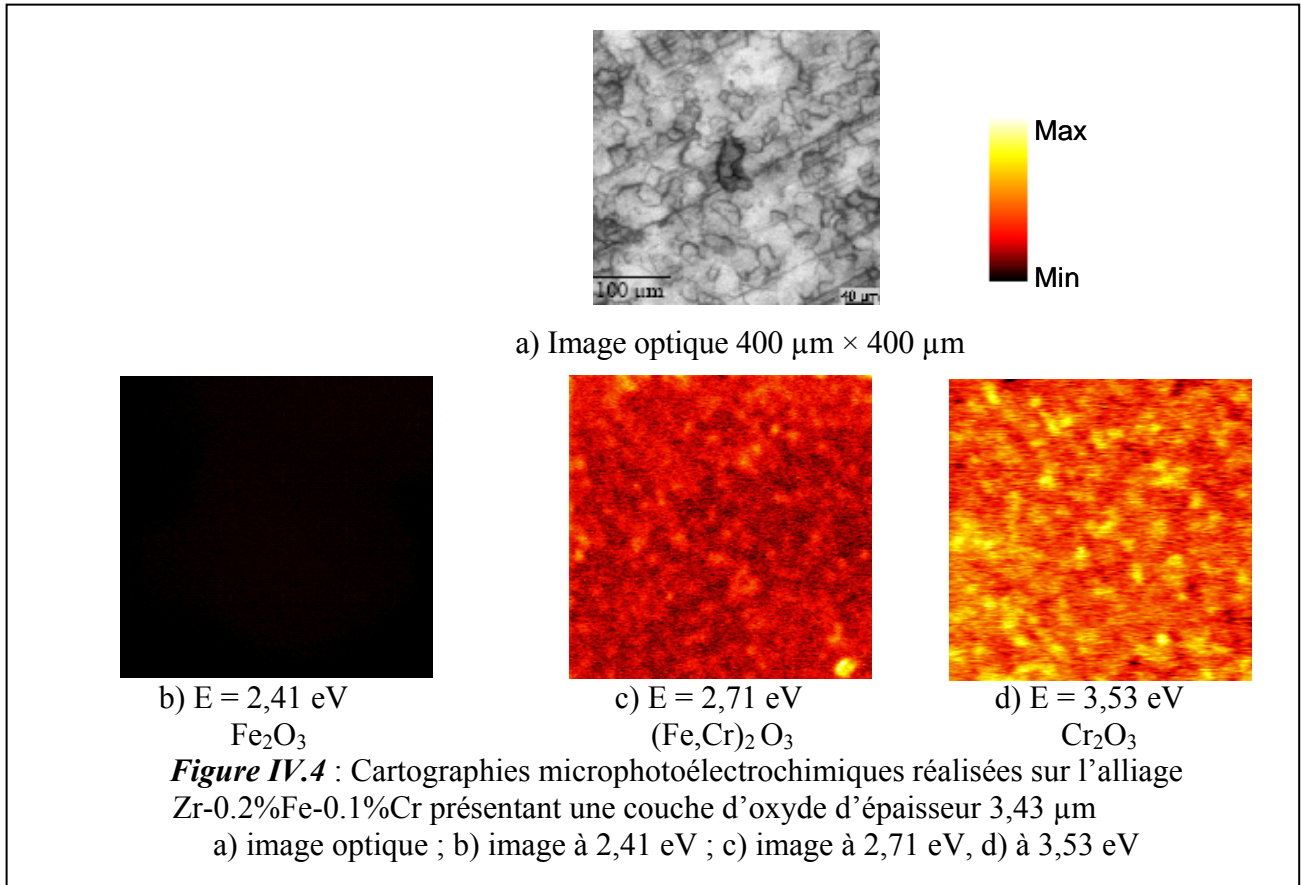 Max
Min
100 µm
40 µm
a) Image optique 400 µm × 400 µm
b) E = 2,41 eV
Fe₂O₃
c) E = 2,71 eV
(Fe,Cr)₂ O₃
d) E = 3,53 eV
Cr₂O₃
Figure IV.4 : Cartographies microphotoélectrochimiques réalisées sur l’alliage
Zr-0.2%Fe-0.1%Cr présentant une couche d’oxyde d’épaisseur 3,43 µm
a) image optique ; b) image à 2,41 eV ; c) image à 2,71 eV, d) à 3,53 eV